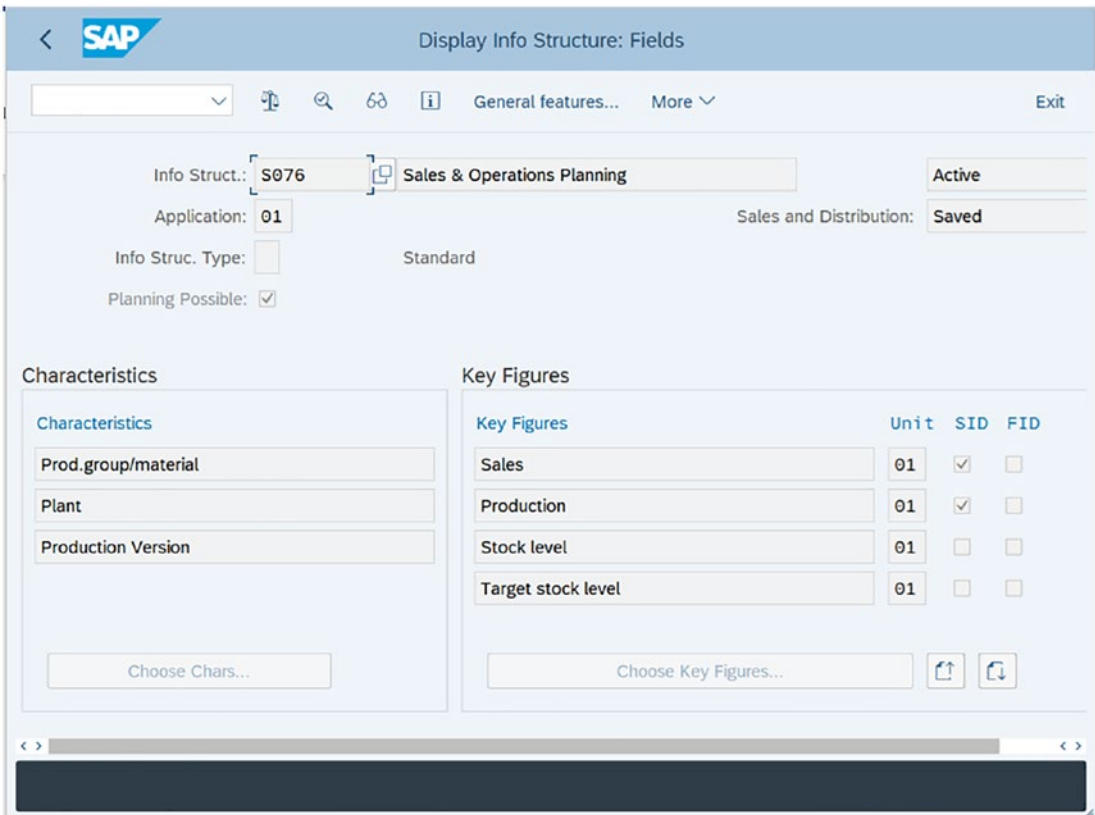 SAP
Display Info Structure: Fields
General features... More Exit
Info Struct.: S076 Sales & Operations Planning Active
Application: 01 Sales and Distribution: Saved
Info Struc. Type: Standard
Planning Possible:
Characteristics
Characteristics
Prod.group/material
Plant
Production Version
Choose Chars...
Key Figures
Key Figures Unit SID FID
Sales 01
Production 01
Stock level 01
Target stock level 01
Choose Key Figures...